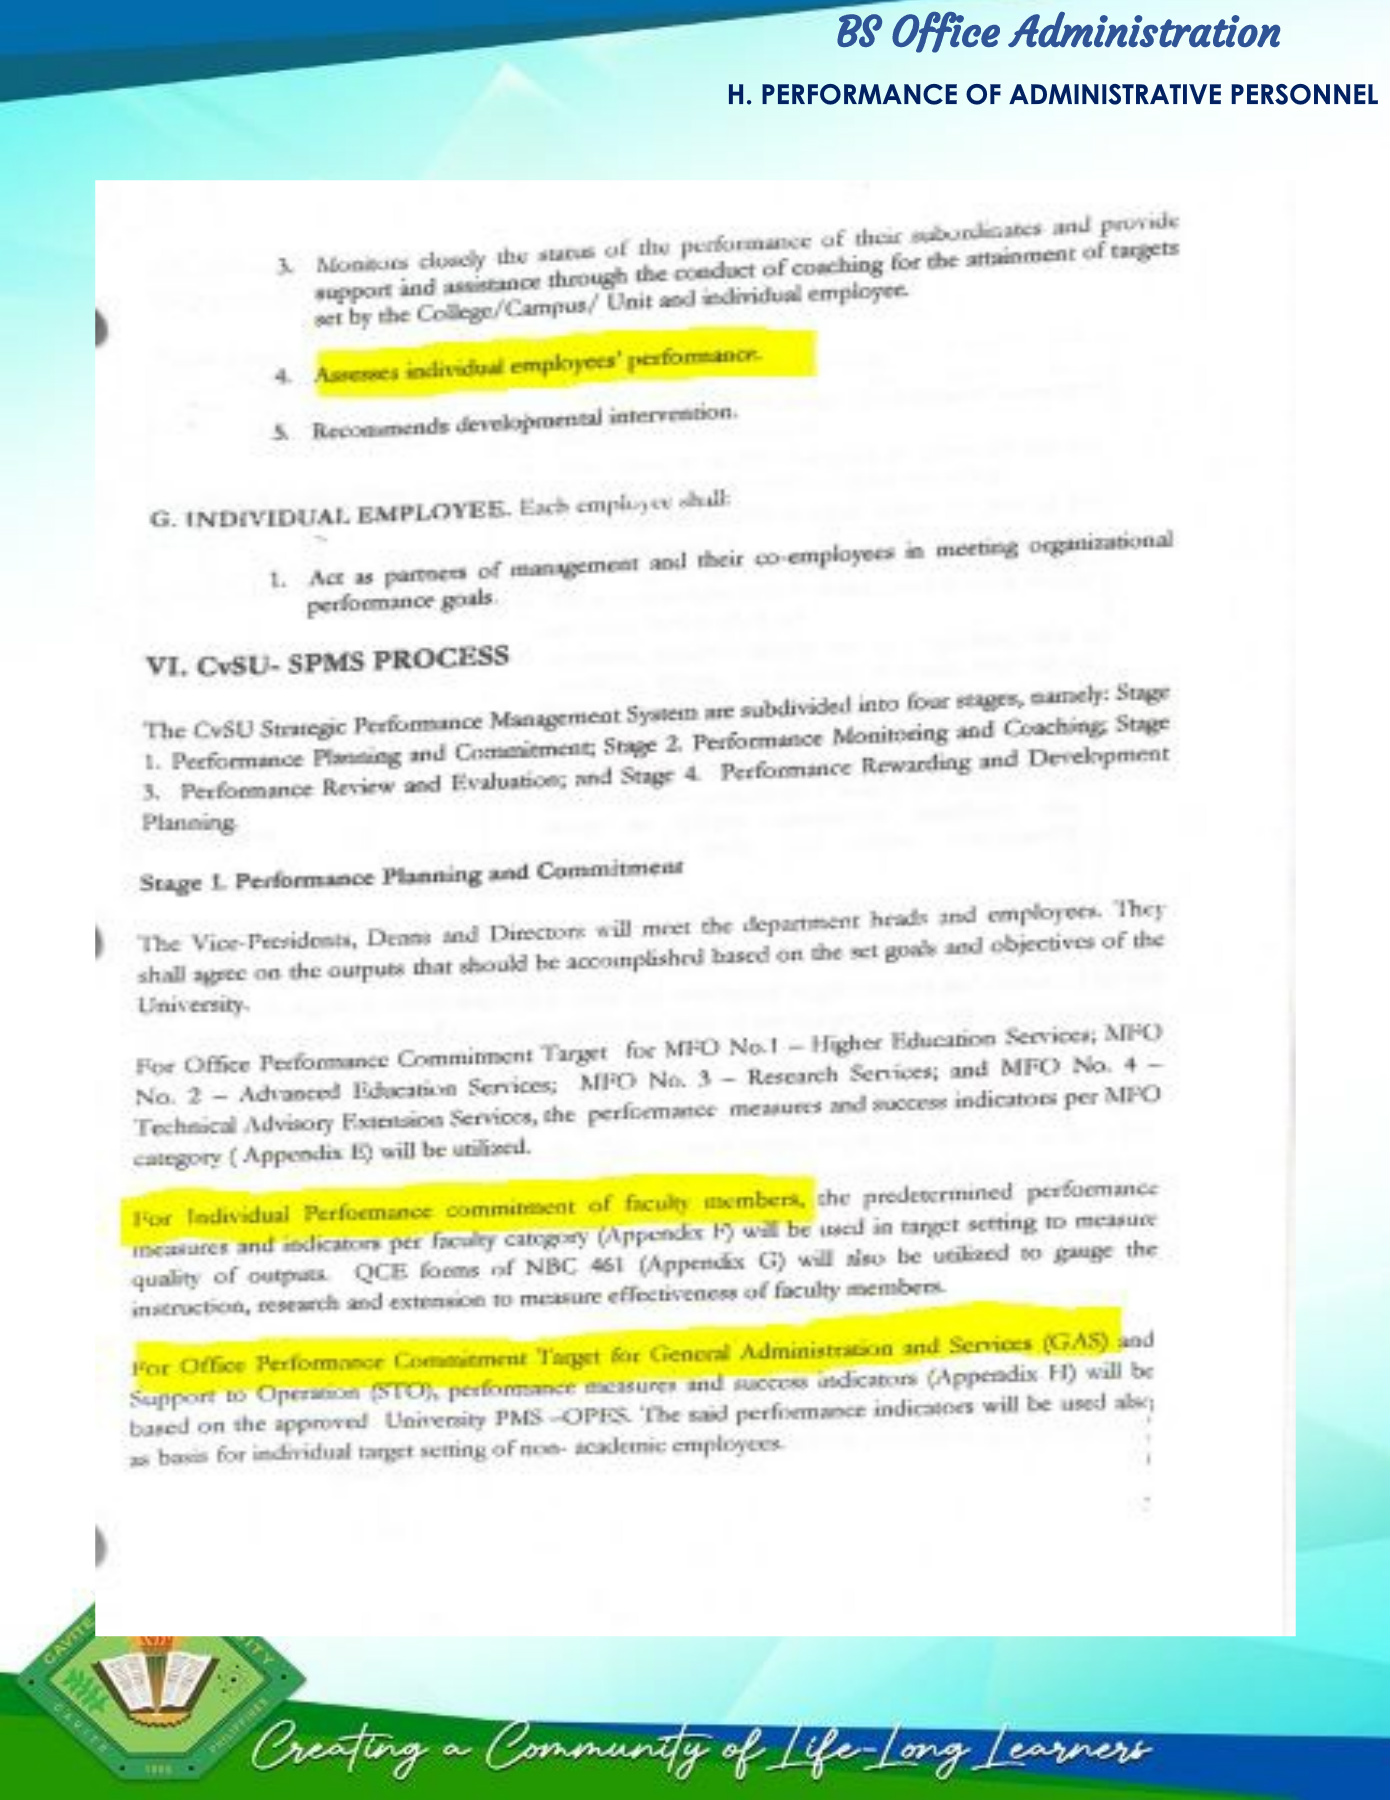 BS Office Administration
H. PERFORMANCE OF ADMINISTRATIVE PERSONNEL
3. Monitors closely the status of the performance of their subordinates and provide
support and assistance through the conduct of coaching for the attainment of targets
set by the College/Campus/ Unit and individual employee.
4. Assesses individual employees' performance.
5. Recommends developmental intervention.
G. INDIVIDUAL EMPLOYEE. Each employee shall:
1. Act as partners of management and their co-employees in meeting organizational
performance goals.
VI. CvSU- SPMS PROCESS
The CvSU Strategic Performance Management System are subdivided into four stages, namely: Stage
1. Performance Planning and Commitment; Stage 2. Performance Monitoring and Coaching; Stage
3. Performance Review and Evaluation; and Stage 4. Performance Rewarding and Development
Planning.
Stage 1. Performance Planning and Commitment
The Vice-Presidents, Deans and Directors will meet the department heads and employees. They
shall agree on the outputs that should be accomplished based on the set goals and objectives of the
University.
For Office Performance Commitment Target for MFO No.1 – Higher Education Services; MFO
No. 2 – Advanced Education Services; MFO No. 3 – Research Services; and MFO No. 4 –
Technical Advisory Extension Services, the performance measures and success indicators per MFO
category ( Appendix E) will be utilized.
For Individual Performance commitment of faculty members, the predetermined performance
measures and indicators per faculty category (Appendix F) will be used in target setting to measure
quality of outputs. QCE forms of NBC 461 (Appendix G) will also be utilized to gauge the
instruction, research and extension to measure effectiveness of faculty members.
For Office Performance Commitment Target for General Administration and Services (GAS) and
Support to Operation (STO), performance measures and success indicators (Appendix H) will be
based on the approved University PMS –OPES. The said performance indicators will be used also
as basis for individual target setting of non- academic employees.
CAVITE
CAVITE
PHILIPPINES
1906
Creating a Community of Life-Long Learners